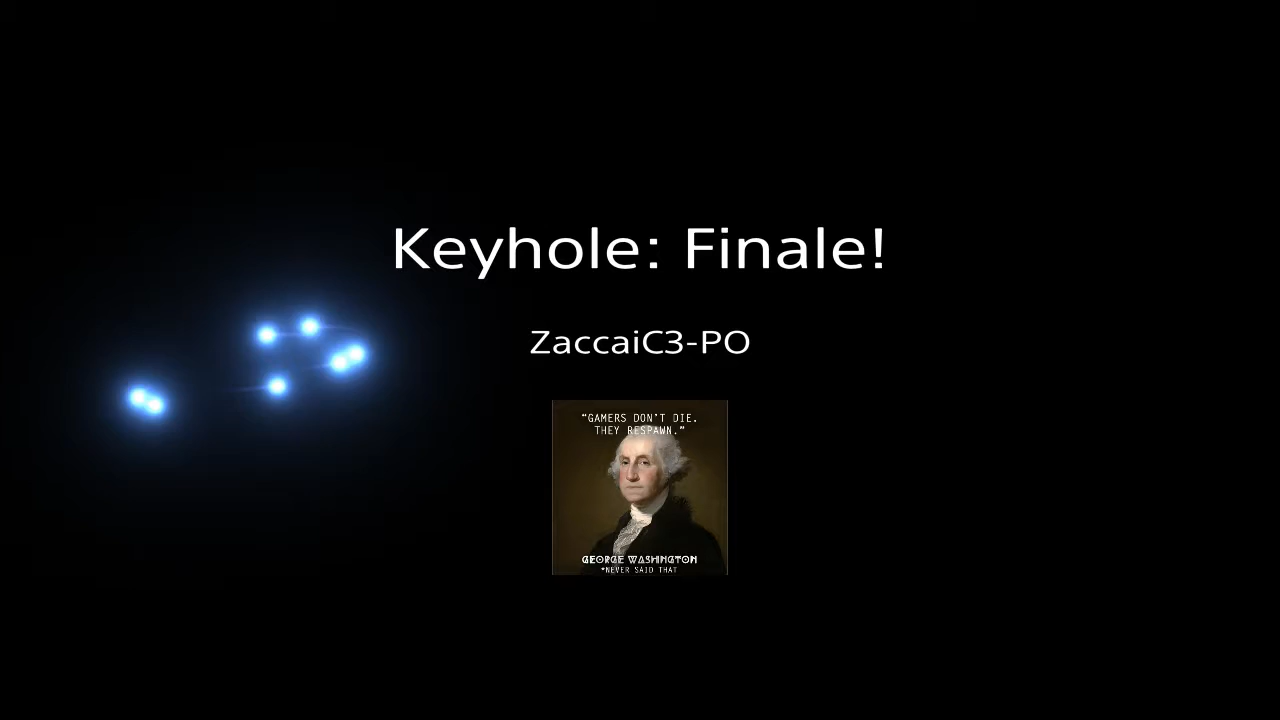 Keyhole: Finale!
ZaccaiC3-PO
“GAMERS DON’T DIE.
THEY RESPAWN.”
GEORGE WASHINGTON
*NEVER SAID THAT